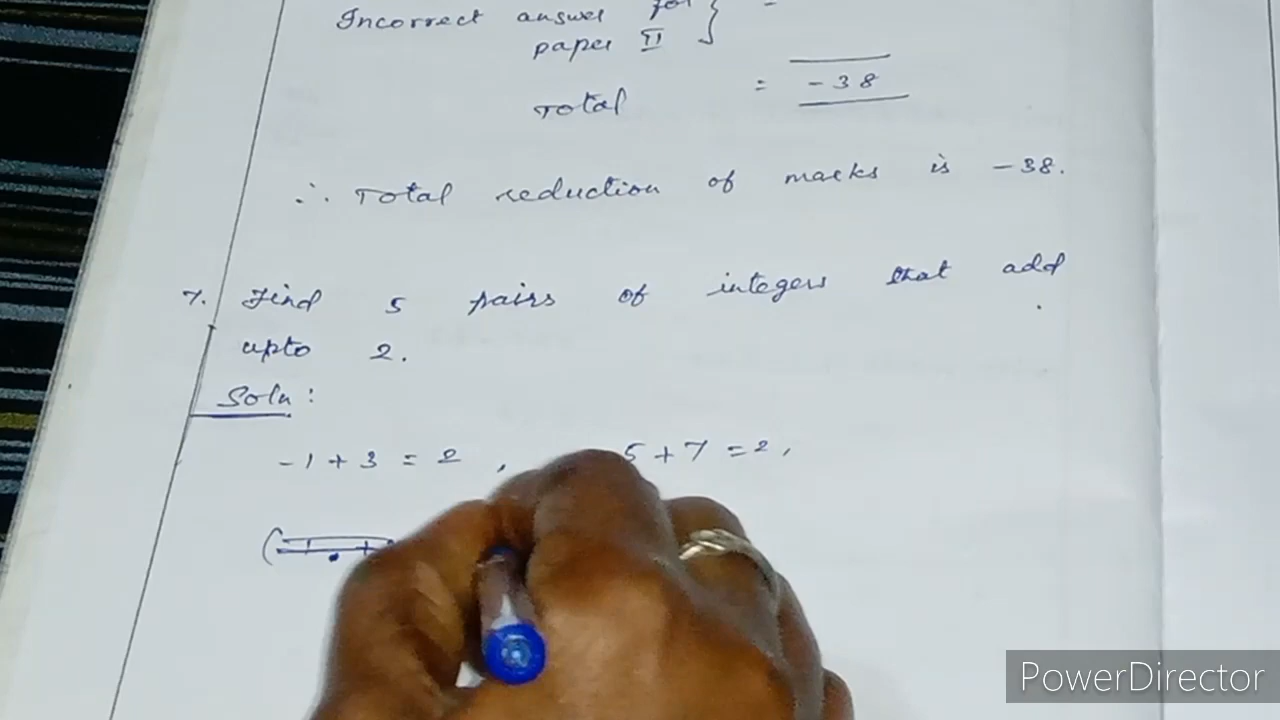 Incorrect answer for
paper II }
Total = -38
∴ Total reduction of marks is -38.
7. Find 5 pairs of integers that add
upto 2.
Soln :
-1 + 3 = 2 , 5 + 7 = 2 ,
PowerDirector